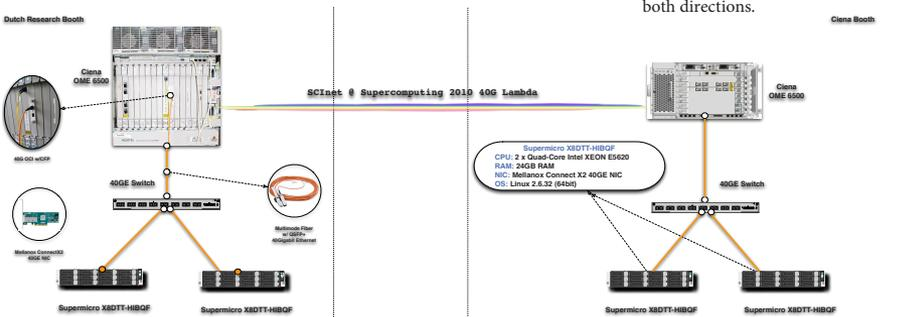 both directions.
Dutch Research Booth
Ciena Booth
Ciena
OME 6500
SCInet @ Supercomputing 2010 40G Lambda
Ciena
OME 6500
40G OCI w/CFP
Supermicro X8DTT-HIBQF
CPU: 2 x Quad-Core Intel XEON E5620
RAM: 24GB RAM
NIC: Mellanox Connect X2 40GE NIC
OS: Linux 2.6.32 (64bit)
40GE Switch
40GE Switch
Multimode Fiber
w/ QSFP+
40Gigabit Ethernet
Mellanox ConnectX2
40GE NIC
Supermicro X8DTT-HIBQF
Supermicro X8DTT-HIBQF
Supermicro X8DTT-HIBQF
Supermicro X8DTT-HIBQF